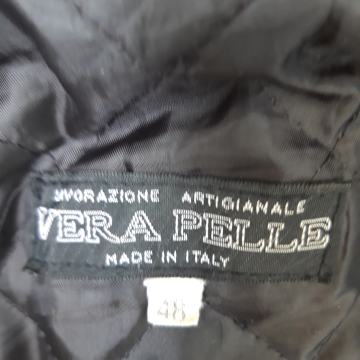 LAVORAZIONE ARTIGIANALE
VERA PELLE
MADE IN ITALY
48